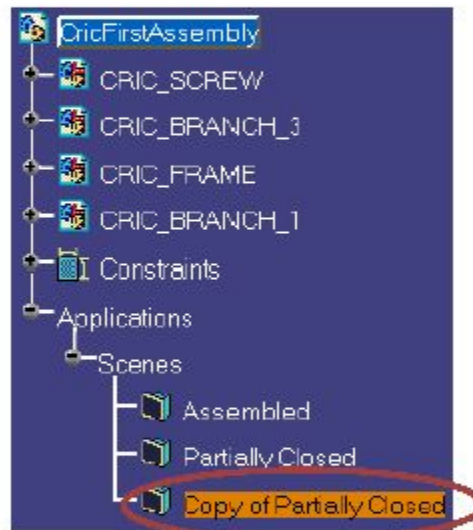 CricFirstAssembly
CRIC_SCREW
CRIC_BRANCH_3
CRIC_FRAME
CRIC_BRANCH_1
Constraints
Applications
Scenes
Assembled
Partially Closed
Copy of Partially Closed